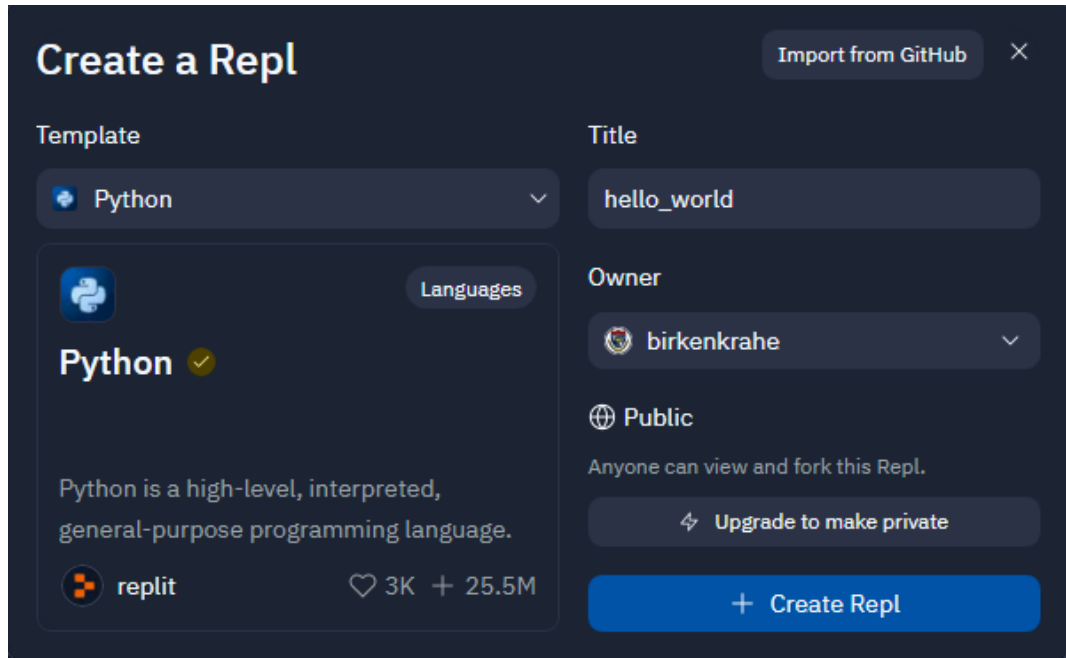 Create a Repl
Import from GitHub
Template
Python
Languages
Python
Python is a high-level, interpreted,
general-purpose programming language.
replit
3K
25.5M
Title
hello_world
Owner
birkenkrahe
Public
Anyone can view and fork this Repl.
Upgrade to make private
+ Create Repl